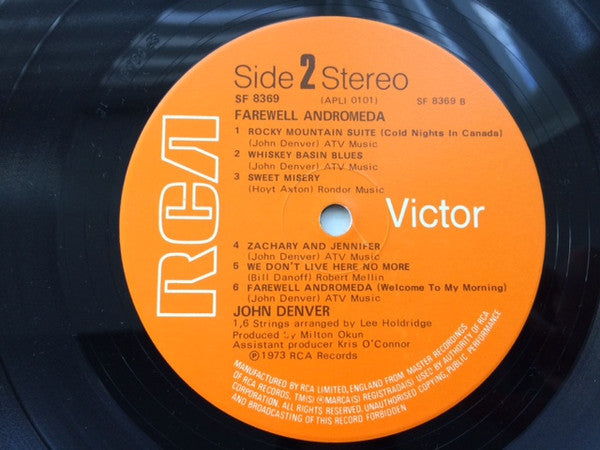 Side 2 Stereo
SF 8369 (APLI 0101) SF 8369 B
FAREWELL ANDROMEDA
1 ROCKY MOUNTAIN SUITE (Cold Nights In Canada)
(John Denver) ATV Music
2 WHISKEY BASIN BLUES
(John Denver) ATV Music
3 SWEET MISERY
(Hoyt Axton) Rondor Music
RCA
Victor
4 ZACHARY AND JENNIFER
(John Denver) ATV Music
5 WE DON'T LIVE HERE NO MORE
(Bill Danoff) Robert Mellin
6 FAREWELL ANDROMEDA (Welcome To My Morning)
(John Denver) ATV Music
JOHN DENVER
1,6 Strings arranged by Lee Holdridge
Produced by Milton Okun
Assistant producer Kris O'Connor
℗ 1973 RCA Records
MANUFACTURED BY RCA LIMITED, ENGLAND FROM MASTER RECORDINGS
OF RCA RECORDS. TM(S) ® MARCA(S) REGISTRADA(S) USED BY AUTHORITY OF RCA
CORPORATION. ALL RIGHTS RESERVED. UNAUTHORISED COPYING, PUBLIC PERFORMANCE
AND BROADCASTING OF THIS RECORD FORBIDDEN